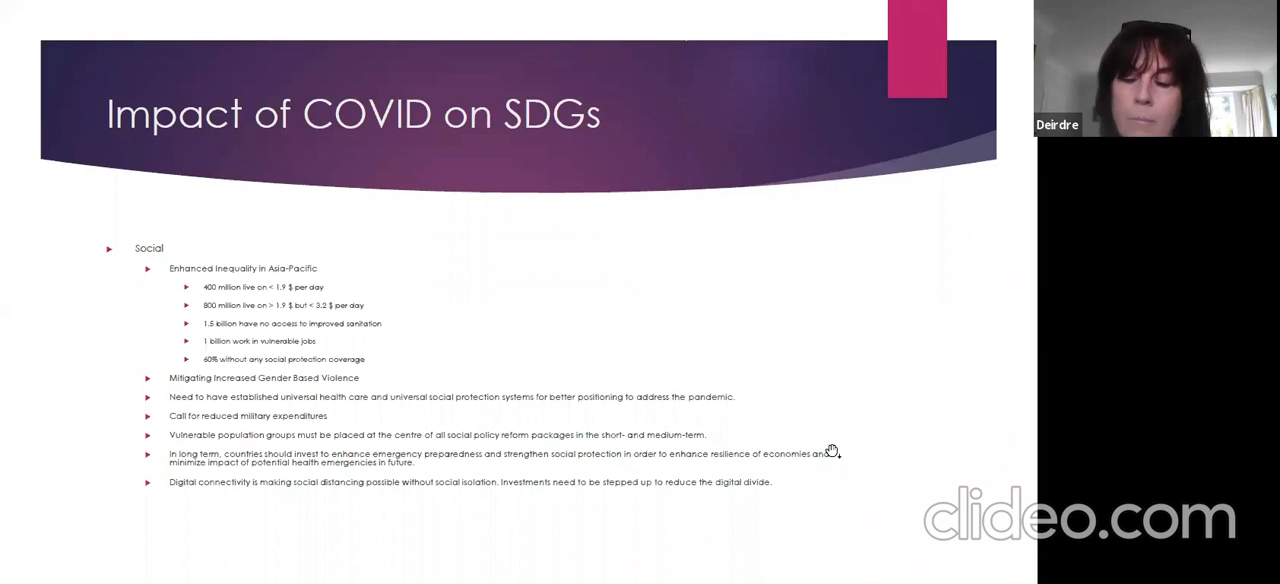 Impact of COVID on SDGs
Deirdre
Social
Enhanced Inequality in Asia-Pacific
400 million live on < 1.9 $ per day
800 million live on > 1.9 $ but < 3.2 $ per day
1.5 billion have no access to improved sanitation
1 billion work in vulnerable jobs
60% without any social protection coverage
Mitigating Increased Gender Based Violence
Need to have established universal health care and universal social protection systems for better positioning to address the pandemic.
Call for reduced military expenditures
Vulnerable population groups must be placed at the centre of all social policy reform packages in the short- and medium-term.
In long term, countries should invest to enhance emergency preparedness and strengthen social protection in order to enhance resilience of economies and
minimize impact of potential health emergencies in future.
Digital connectivity is making social distancing possible without social isolation. Investments need to be stepped up to reduce the digital divide.
clideo.com